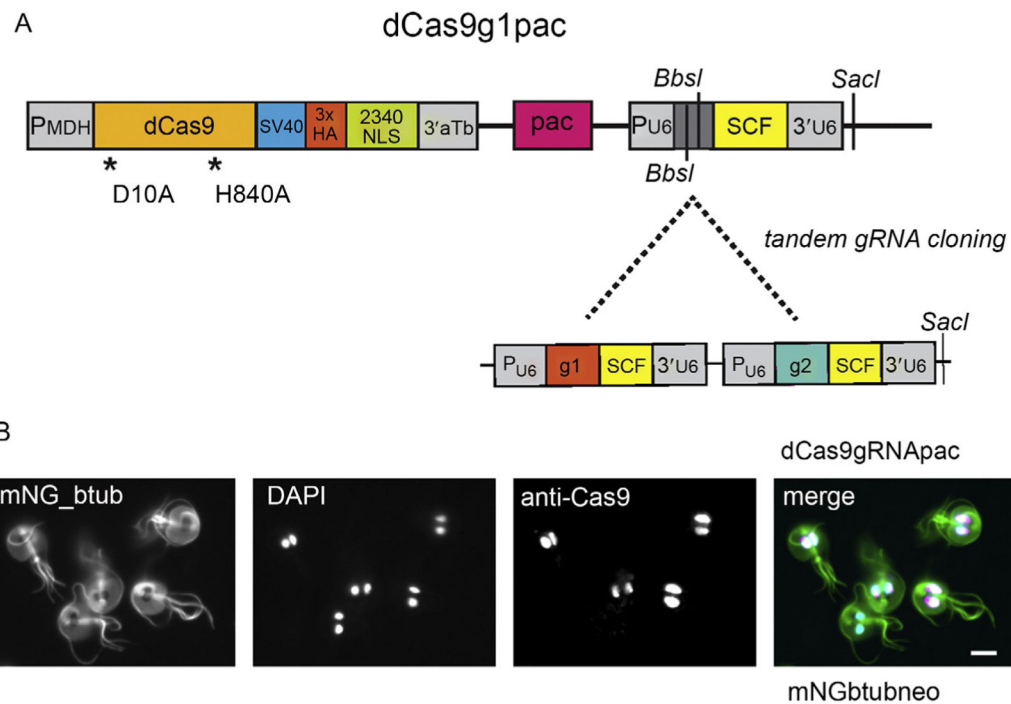 A
dCas9g1pac
BbsI
SacI
PMDH dCas9 SV40 3x HA 2340 NLS 3'aTb pac PU6 SCF 3'U6
* *
D10A H840A
BbsI
tandem gRNA cloning
SacI
PU6 g1 SCF 3'U6 PU6 g2 SCF 3'U6
B
dCas9gRNApac
mNG_btub DAPI anti-Cas9 merge
mNGbtubneo